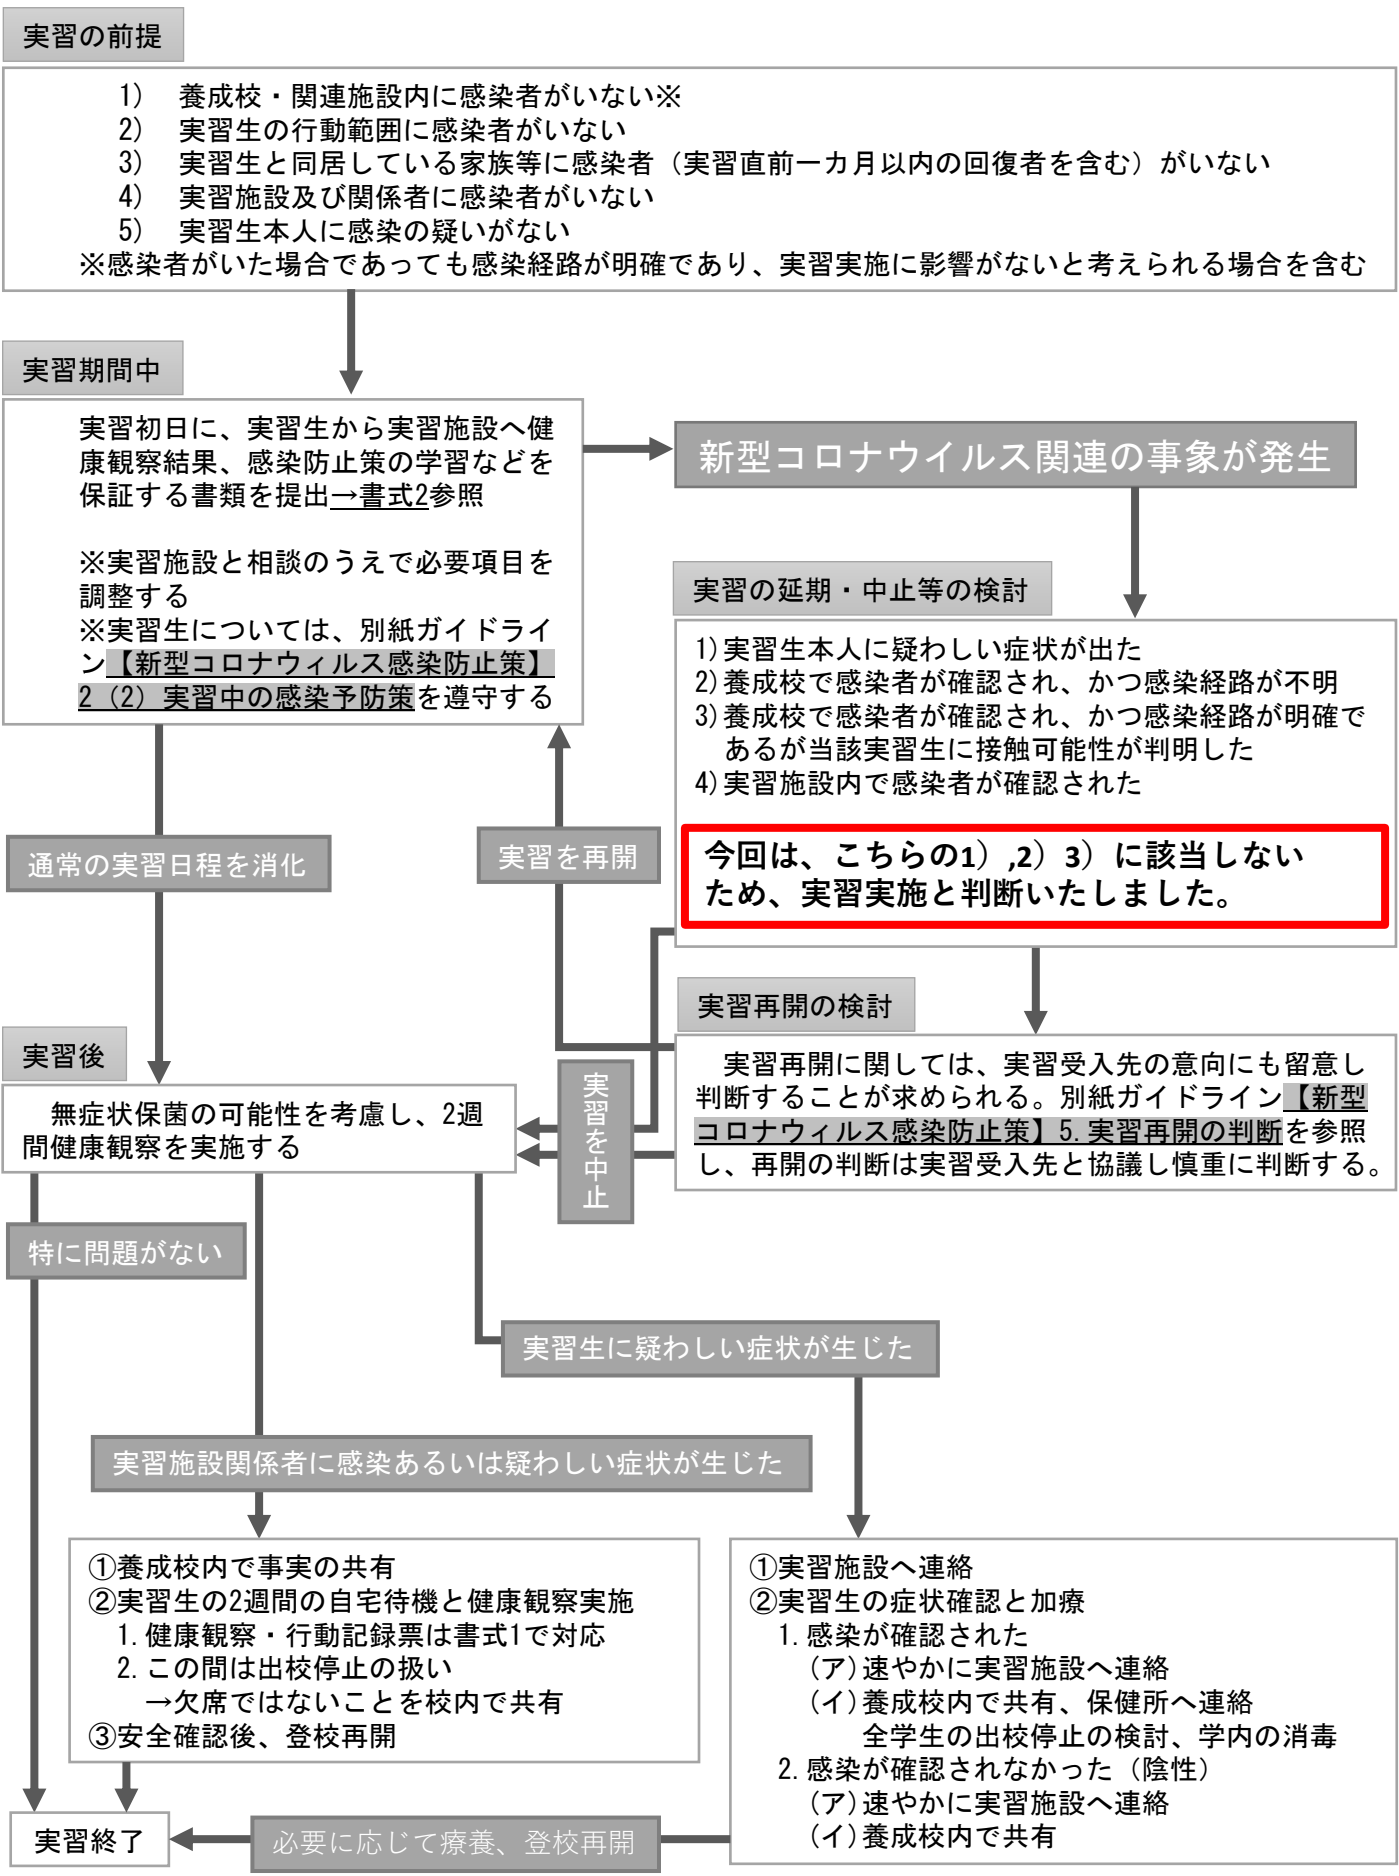 実習の前提
1） 養成校・関連施設内に感染者がいない※
2） 実習生の行動範囲に感染者がいない
3） 実習生と同居している家族等に感染者（実習直前一カ月以内の回復者を含む）がいない
4） 実習施設及び関係者に感染者がいない
5） 実習生本人に感染の疑いがない
※感染者がいた場合であっても感染経路が明確であり、実習実施に影響がないと考えられる場合を含む
実習期間中
実習初日に、実習生から実習施設へ健
康観察結果、感染防止策の学習などを
保証する書類を提出→書式2参照
※実習施設と相談のうえで必要項目を
調整する
※実習生については、別紙ガイドライ
ン【新型コロナウィルス感染防止策】
2（2）実習中の感染予防策を遵守する
新型コロナウイルス関連の事象が発生
実習の延期・中止等の検討
1)実習生本人に疑わしい症状が出た
2)養成校で感染者が確認され、かつ感染経路が不明
3)養成校で感染者が確認され、かつ感染経路が明確で
あるが当該実習生に接触可能性が判明した
4)実習施設内で感染者が確認された
今回は、こちらの1）,2）3）に該当しない
ため、実習実施と判断いたしました。
通常の実習日程を消化
実習を再開
実習再開の検討
実習再開に関しては、実習受入先の意向にも留意し
判断することが求められる。別紙ガイドライン【新型
コロナウィルス感染防止策】5.実習再開の判断を参照
し、再開の判断は実習受入先と協議し慎重に判断する。
実習を中止
実習後
無症状保菌の可能性を考慮し、2週
間健康観察を実施する
特に問題がない
実習生に疑わしい症状が生じた
実習施設関係者に感染あるいは疑わしい症状が生じた
①養成校内で事実の共有
②実習生の2週間の自宅待機と健康観察実施
1.健康観察・行動記録票は書式1で対応
2.この間は出校停止の扱い
→欠席ではないことを校内で共有
③安全確認後、登校再開
①実習施設へ連絡
②実習生の症状確認と加療
1.感染が確認された
(ア)速やかに実習施設へ連絡
(イ)養成校内で共有、保健所へ連絡
全学生の出校停止の検討、学内の消毒
2.感染が確認されなかった（陰性）
(ア)速やかに実習施設へ連絡
(イ)養成校内で共有
必要に応じて療養、登校再開
実習終了